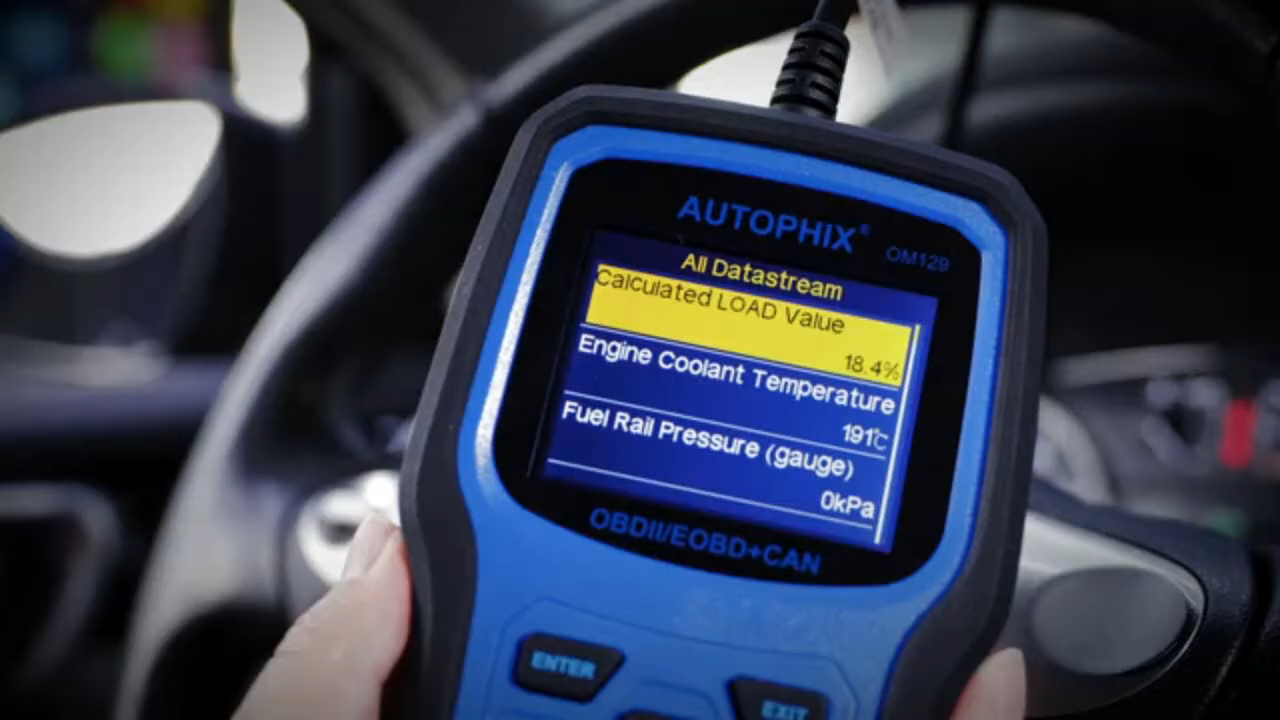 AUTOPHIX®
OM129
All Datastream
Calculated LOAD Value
18.4%
Engine Coolant Temperature
191℃
Fuel Rail Pressure (gauge)
0kPa
OBDII/EOBD+CAN
ENTER
EXIT